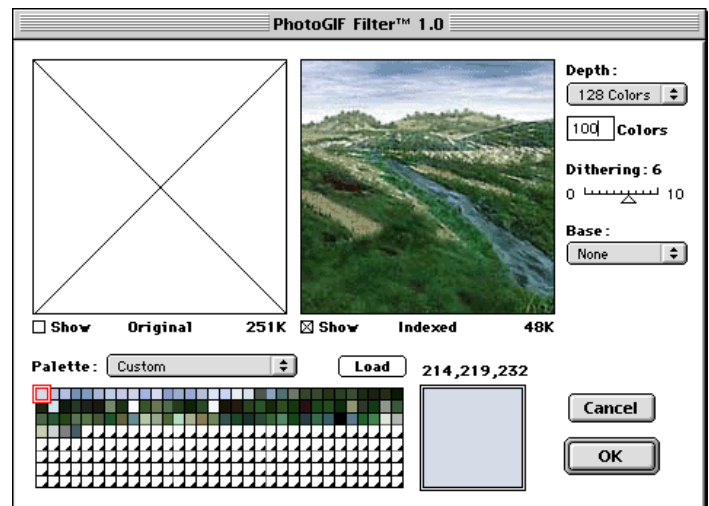 PhotoGIF Filter™ 1.0
Depth:
128 Colors
100 Colors
Dithering: 6
0 10
Base:
None
Show Original 251K
Show Indexed 48K
Palette: Custom
Load
214,219,232
Cancel
OK